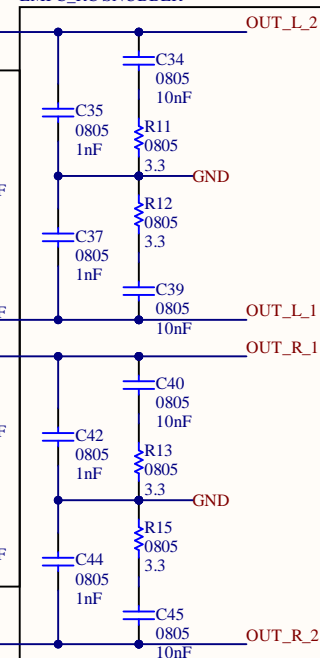 OUT_L_2
C34
0805
10nF
C35
0805
1nF
R11
0805
3.3
GND
R12
0805
3.3
C37
0805
1nF
C39
0805
10nF
OUT_L_1
OUT_R_1
C40
0805
10nF
C42
0805
1nF
R13
0805
3.3
GND
R15
0805
3.3
C44
0805
1nF
C45
0805
10nF
OUT_R_2